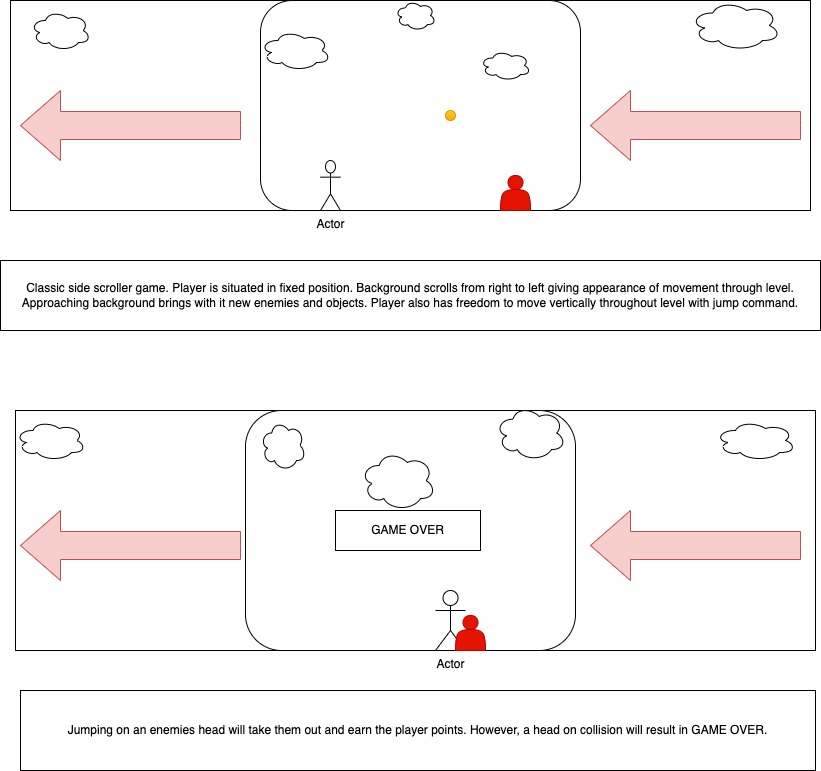 Actor
Classic side scroller game. Player is situated in fixed position. Background scrolls from right to left giving appearance of movement through level.
Approaching background brings with it new enemies and objects. Player also has freedom to move vertically throughout level with jump command.
GAME OVER
Actor
Jumping on an enemies head will take them out and earn the player points. However, a head on collision will result in GAME OVER.